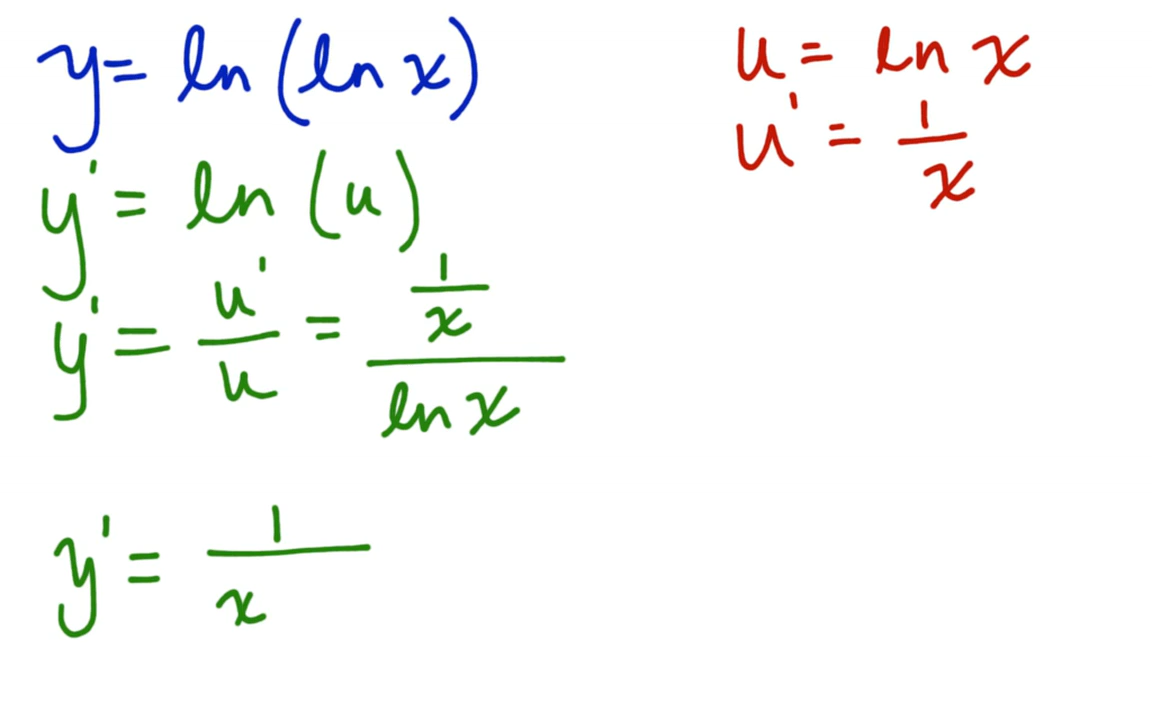 y = ln (ln x)
u = ln x
u' = 1/x
y' = ln (u)
y' = u'/u = (1/x)/(ln x)
y' = 1/x